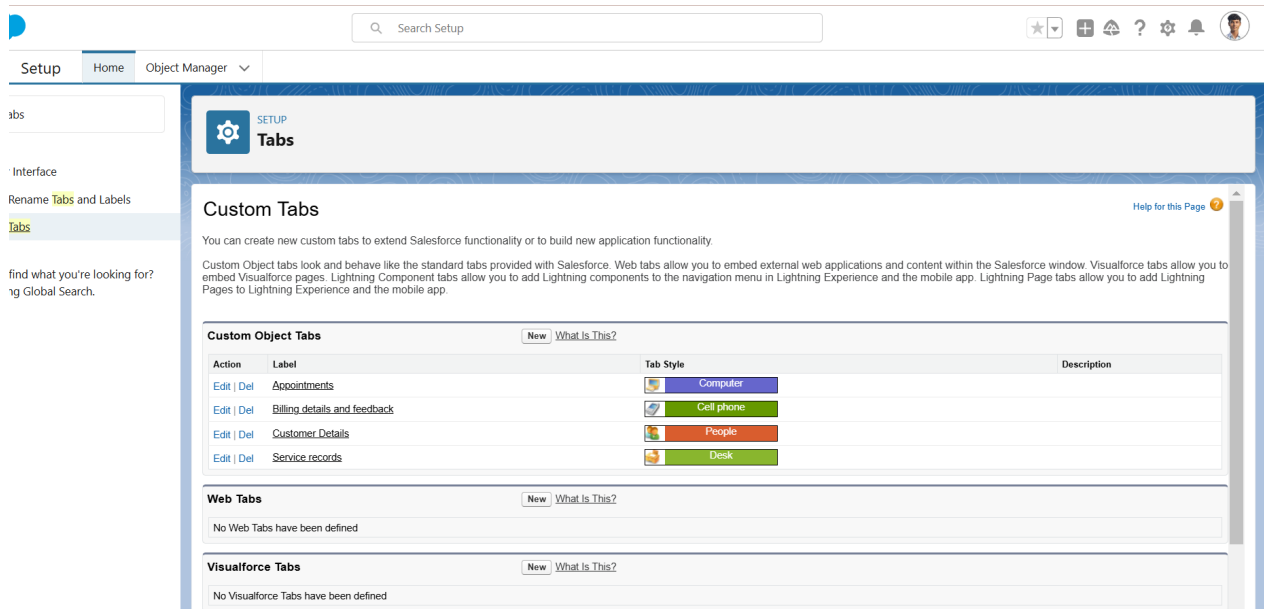 Search Setup
Setup
Home
Object Manager
abs
Interface
Rename Tabs and Labels
Tabs
find what you're looking for?
ng Global Search.
SETUP
Tabs
Custom Tabs
Help for this Page
You can create new custom tabs to extend Salesforce functionality or to build new application functionality.
Custom Object tabs look and behave like the standard tabs provided with Salesforce. Web tabs allow you to embed external web applications and content within the Salesforce window. Visualforce tabs allow you to
embed Visualforce pages. Lightning Component tabs allow you to add Lightning components to the navigation menu in Lightning Experience and the mobile app. Lightning Page tabs allow you to add Lightning
Pages to Lightning Experience and the mobile app.
Custom Object Tabs New What Is This?
Action Label Tab Style Description
Edit | Del Appointments Computer
Edit | Del Billing details and feedback Cell phone
Edit | Del Customer Details People
Edit | Del Service records Desk
Web Tabs New What Is This?
No Web Tabs have been defined
Visualforce Tabs New What Is This?
No Visualforce Tabs have been defined